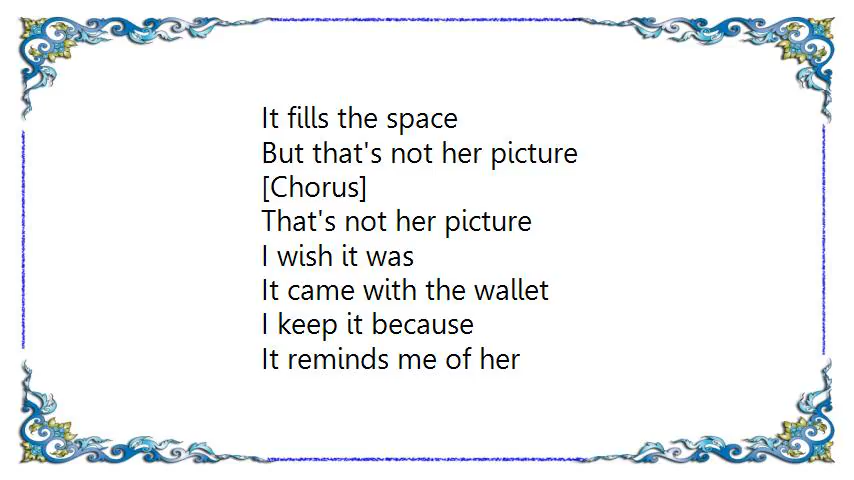 It fills the space
But that's not her picture
[Chorus]
That's not her picture
I wish it was
It came with the wallet
I keep it because
It reminds me of her